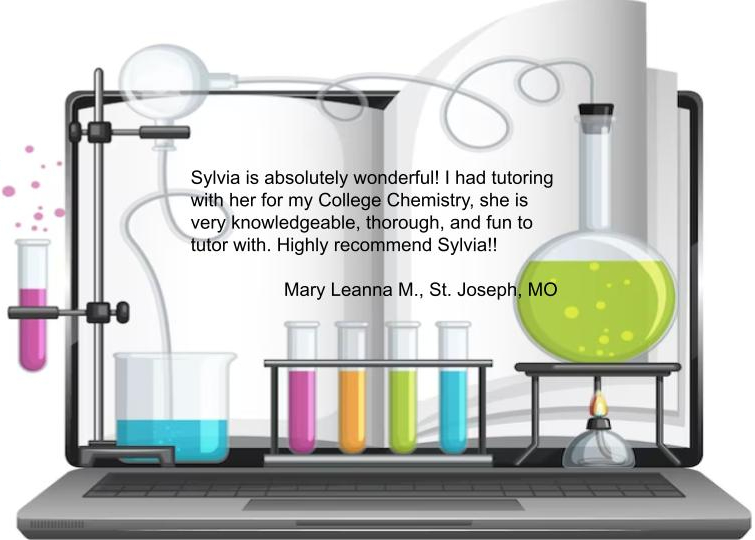 Sylvia is absolutely wonderful! I had tutoring
with her for my College Chemistry, she is
very knowledgeable, thorough, and fun to
tutor with. Highly recommend Sylvia!!
Mary Leanna M., St. Joseph, MO